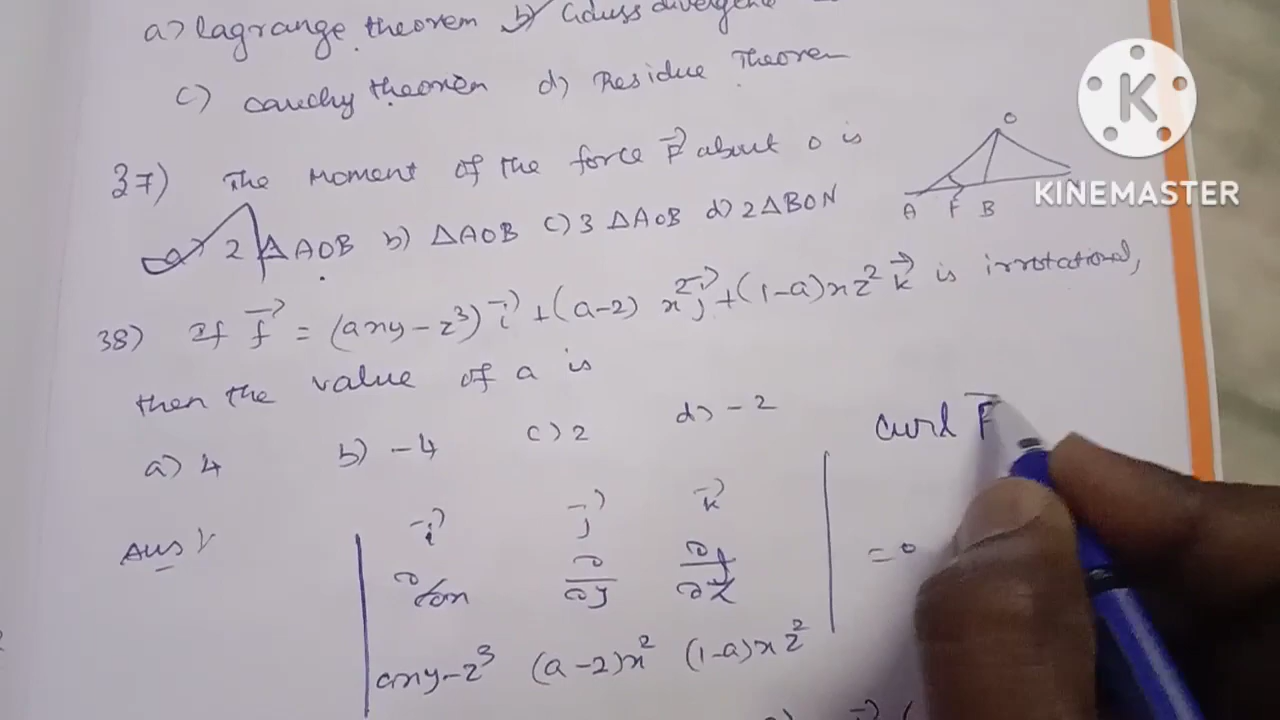 a) lagrange theorem b) Gauss divergence
c) cauchy theorem d) Residue Theorem
K
KINEMASTER
37) The Moment of the force F⃗ about O is
a) 2 ΔAOB b) ΔAOB c) 3 ΔAOB d) 2ΔBON
O
A F B
38) If f⃗ = (axy – z³) i⃗ + (a–2) x² j⃗ + (1–a)xz² k⃗ is irrotational,
then the value of a is
a) 4 b) –4 c) 2 d) –2
curl F
Ans:
i⃗ j⃗ k⃗
∂/∂x ∂/∂y ∂/∂z = 0
axy–z³ (a–2)x² (1–a)xz²